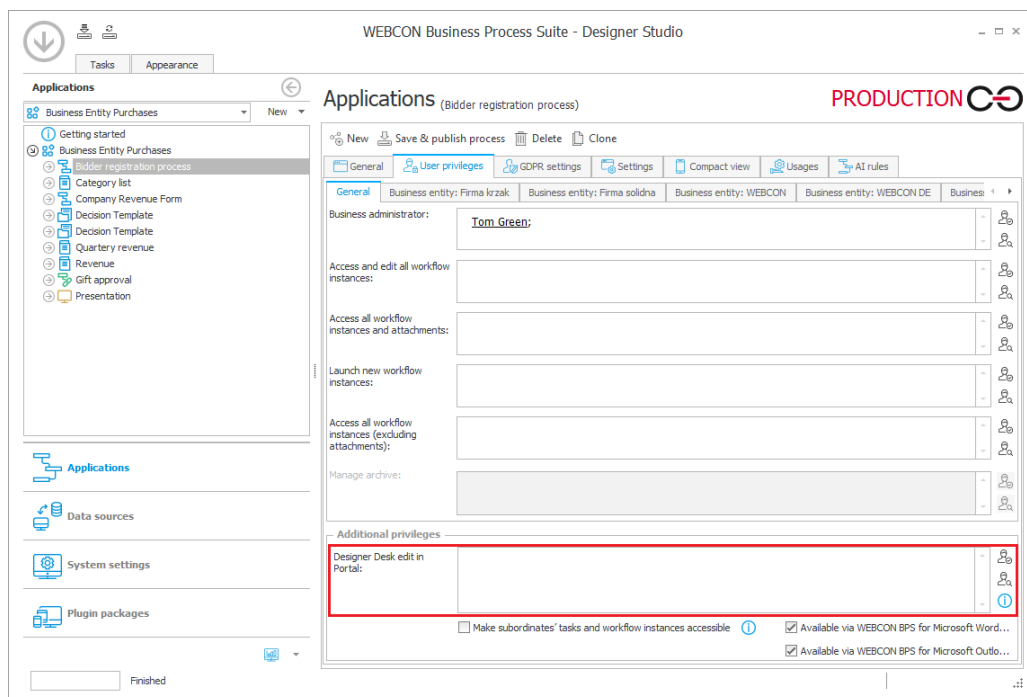 WEBCON Business Process Suite - Designer Studio
Tasks
Appearance
Applications
Business Entity Purchases
New
Getting started
Business Entity Purchases
Bidder registration process
Category list
Company Revenue Form
Decision Template
Decision Template
Quartery revenue
Revenue
Gift approval
Presentation
Applications
Data sources
System settings
Plugin packages
Finished
Applications (Bidder registration process)
PRODUCTION
New
Save & publish process
Delete
Clone
General
User privileges
GDPR settings
Settings
Compact view
Usages
AI rules
General
Business entity: Firma krzak
Business entity: Firma solidna
Business entity: WEBCON
Business entity: WEBCON DE
Business
Business administrator:
Tom Green;
Access and edit all workflow
instances:
Access all workflow
instances and attachments:
Launch new workflow
instances:
Access all workflow
instances (excluding
attachments):
Manage archive:
Additional privileges
Designer Desk edit in
Portal:
Make subordinates' tasks and workflow instances accessible
Available via WEBCON BPS for Microsoft Word...
Available via WEBCON BPS for Microsoft Outlo...